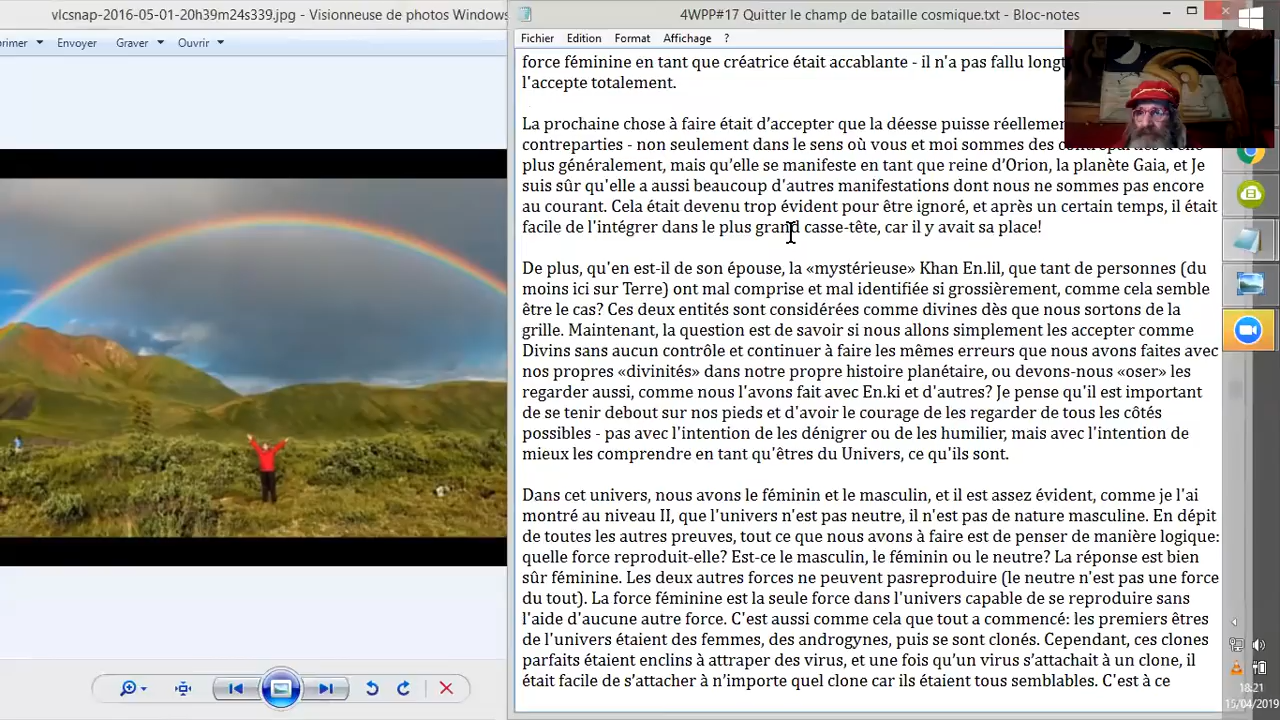 vlcsnap-2016-05-01-20h39m24s339.jpg - Visionneuse de photos Windows
4WPP#17 Quitter le champ de bataille cosmique.txt - Bloc-notes
primer Envoyer Graver Ouvrir
Fichier Edition Format Affichage ?
force féminine en tant que créatrice était accablante - il n'a pas fallu
l'accepte totalement.
La prochaine chose à faire était d’accepter que la déesse puisse
contreparties - non seulement dans le sens où vous et moi sommes des
plus généralement, mais qu’elle se manifeste en tant que reine d’Orion, la planète Gaia, et Je
suis sûr qu'elle a aussi beaucoup d'autres manifestations dont nous ne sommes pas encore
au courant. Cela était devenu trop évident pour être ignoré, et après un certain temps, il était
facile de l'intégrer dans le plus grand casse-tête, car il y avait sa place!
De plus, qu'en est-il de son épouse, la «mystérieuse» Khan En.lil, que tant de personnes (du
moins ici sur Terre) ont mal comprise et mal identifiée si grossièrement, comme cela semble
être le cas? Ces deux entités sont considérées comme divines dès que nous sortons de la
grille. Maintenant, la question est de savoir si nous allons simplement les accepter comme
Divins sans aucun contrôle et continuer à faire les mêmes erreurs que nous avons faites avec
nos propres «divinités» dans notre propre histoire planétaire, ou devons-nous «oser» les
regarder aussi, comme nous l'avons fait avec En.ki et d'autres? Je pense qu'il est important
de se tenir debout sur nos pieds et d'avoir le courage de les regarder de tous les côtés
possibles - pas avec l'intention de les dénigrer ou de les humilier, mais avec l'intention de
mieux les comprendre en tant qu'êtres du Univers, ce qu'ils sont.
Dans cet univers, nous avons le féminin et le masculin, et il est assez évident, comme je l'ai
montré au niveau II, que l'univers n'est pas neutre, il n'est pas de nature masculine. En dépit
de toutes les autres preuves, tout ce que nous avons à faire est de penser de manière logique:
quelle force reproduit-elle? Est-ce le masculin, le féminin ou le neutre? La réponse est bien
sûr féminine. Les deux autres forces ne peuvent pasreproduire (le neutre n'est pas une force
du tout). La force féminine est la seule force dans l'univers capable de se reproduire sans
l'aide d'aucune autre force. C'est aussi comme cela que tout a commencé: les premiers êtres
de l'univers étaient des femmes, des androgynes, puis se sont clonés. Cependant, ces clones
parfaits étaient enclins à attraper des virus, et une fois qu’un virus s’attachait à un clone, il
était facile de s’attacher à n’importe quel clone car ils étaient tous semblables. C'est à ce
18:21
15/04/2019